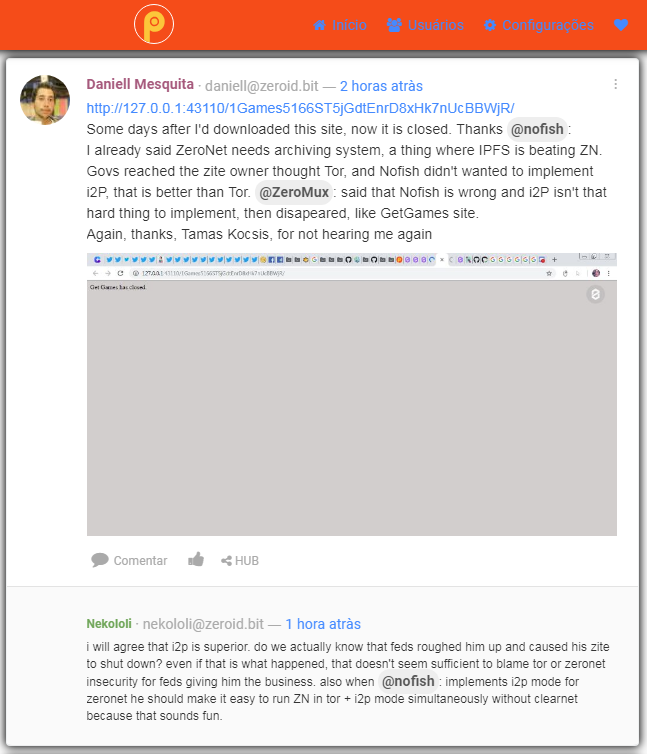 Início Usuários Configurações
Daniell Mesquita · daniell@zeroid.bit — 2 horas atràs
http://127.0.0.1:43110/1Games5166ST5jGdtEnrD8xHk7nUcBBWjR/
Some days after I'd downloaded this site, now it is closed. Thanks @nofish:
I already said ZeroNet needs archiving system, a thing where IPFS is beating ZN.
Govs reached the zite owner thought Tor, and Nofish didn't wanted to implement
i2P, that is better than Tor. @ZeroMux: said that Nofish is wrong and i2P isn't that
hard thing to implement, then disapeared, like GetGames site.
Again, thanks, Tamas Kocsis, for not hearing me again
127.0.0.1:43110/1Games5166ST5jGdtEnrD8xHk7nUcBBWjR/
Get Games has closed.
Comentar HUB
Nekololi · nekololi@zeroid.bit — 1 hora atràs
i will agree that i2p is superior. do we actually know that feds roughed him up and caused his zite
to shut down? even if that is what happened, that doesn't seem sufficient to blame tor or zeronet
insecurity for feds giving him the business. also when @nofish: implements i2p mode for
zeronet he should make it easy to run ZN in tor + i2p mode simultaneously without clearnet
because that sounds fun.